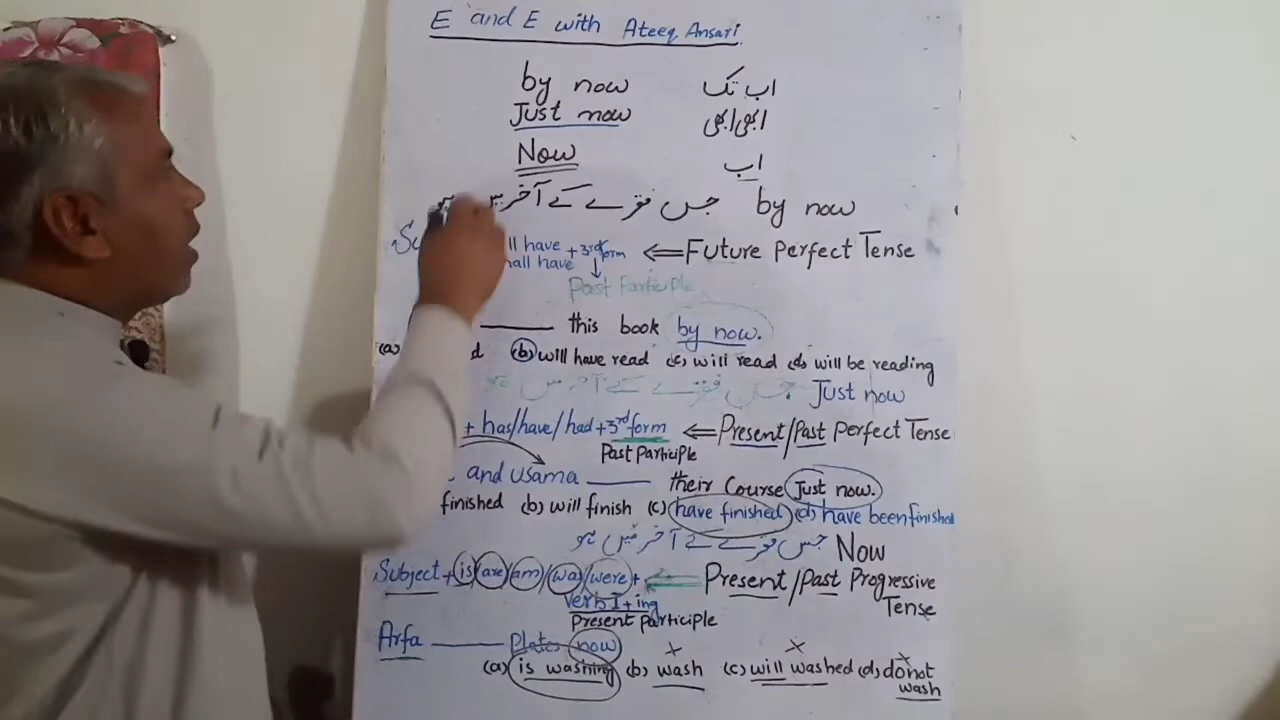 E and E with Ateeq Ansari
by now اب تک
Just now ابھی ابھی
Now اب
by now جس فقرے کے آخر میں
ll have + 3rd form ⇐ Future Perfect Tense
hall have
Past Participle
______ this book by now.
(a) d (b) will have read (c) will read (d) will be reading
Just now جس فقرے کے آخر میں ہو
+ has/have/had + 3rd form ⇐ Present/Past Perfect Tense
Past Participle
and Usama ______ their Course Just now.
finished (b) will finish (c) have finished (d) have been finished
Now جس فقرے کے آخر میں ہو
Subject + is/are/am/was/were + ⇐ Present/Past Progressive
Verb I + ing Tense
Present Participle
Arfa ______ Plates now
(a) is washing (b) wash (c) will washed (d) do not
wash